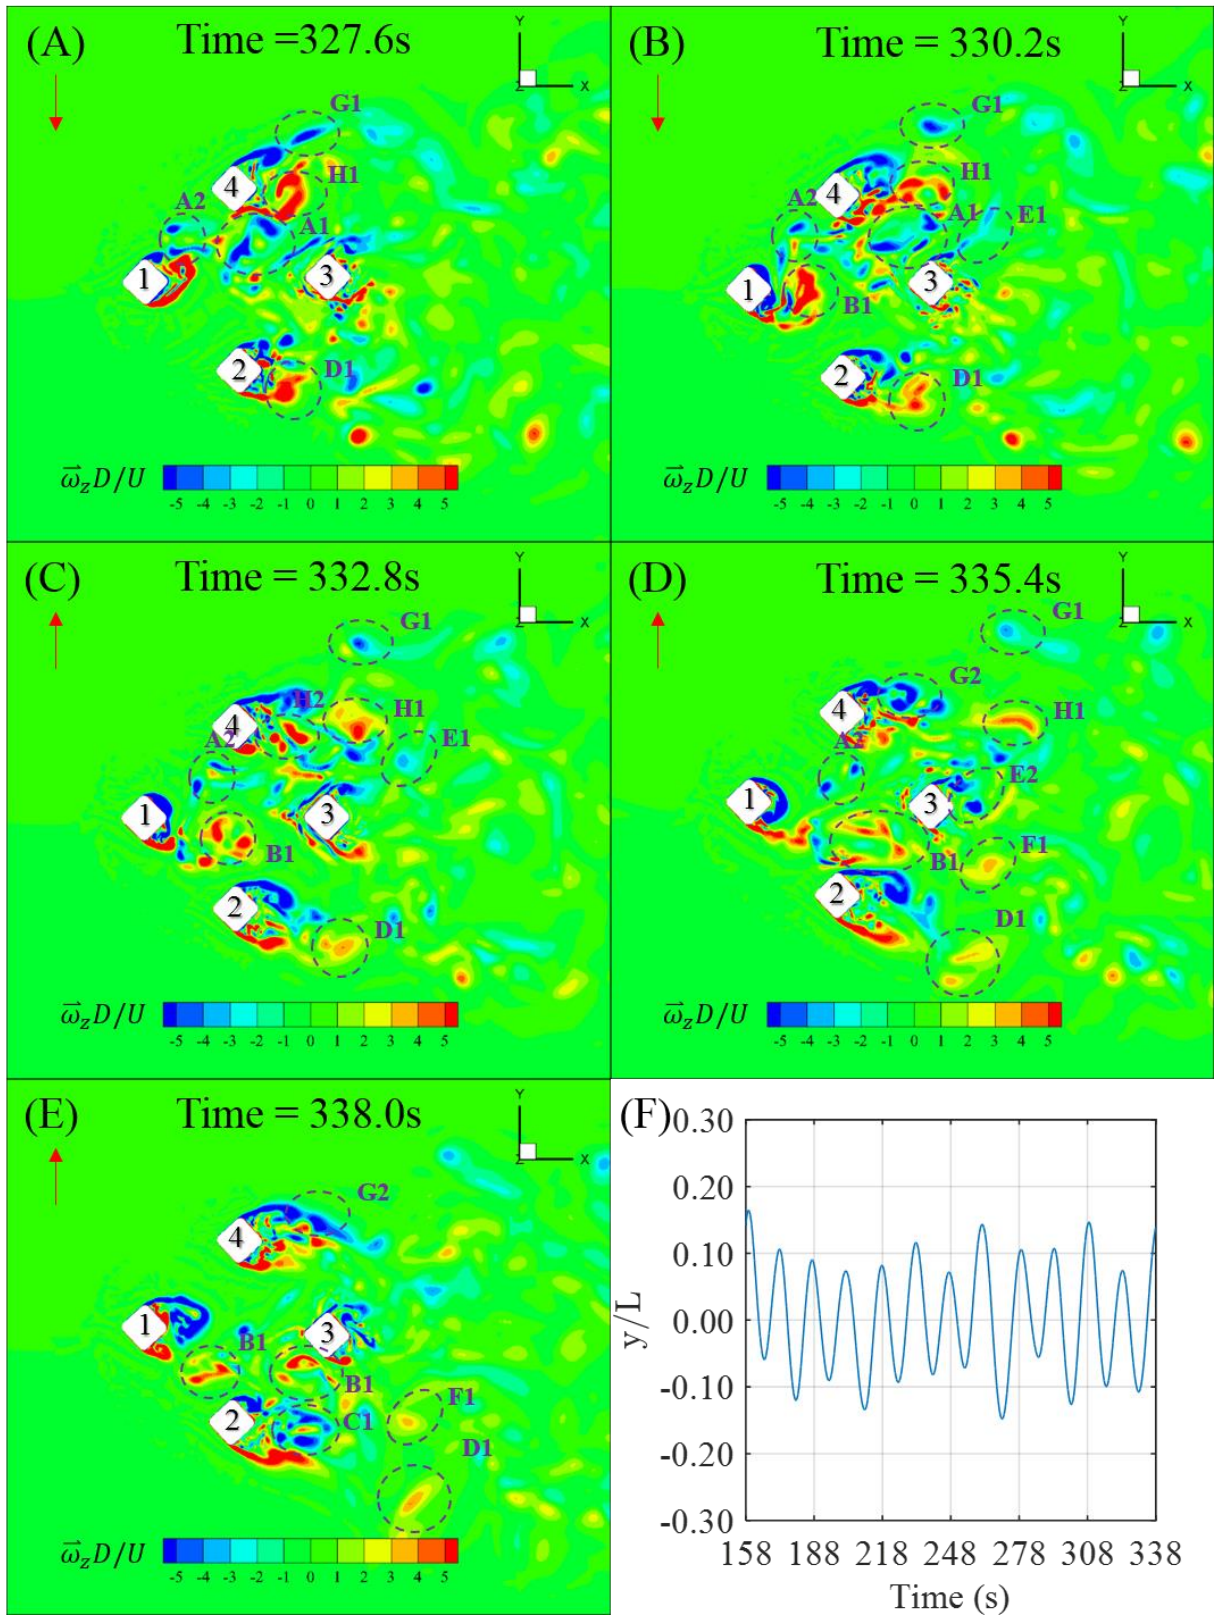 (A) Time =327.6s
Y
X
Z
G1
4
H1
A2
A1
1
3
2
D1
ω⃗zD/U
-5 -4 -3 -2 -1 0 1 2 3 4 5
(B) Time = 330.2s
Y
X
Z
G1
4
H1
A2
A1
E1
1
3
B1
2
D1
ω⃗zD/U
-5 -4 -3 -2 -1 0 1 2 3 4 5
(C) Time = 332.8s
Y
X
Z
G1
H2
4
H1
A2
E1
1
3
B1
2
D1
ω⃗zD/U
-5 -4 -3 -2 -1 0 1 2 3 4 5
(D) Time = 335.4s
Y
X
Z
G1
G2
4
H1
A2
E2
1
3
F1
B1
2
D1
ω⃗zD/U
-5 -4 -3 -2 -1 0 1 2 3 4 5
(E) Time = 338.0s
Y
X
Z
G2
4
1
3
B1
B1
F1
2
C1
D1
ω⃗zD/U
-5 -4 -3 -2 -1 0 1 2 3 4 5
(F)
0.30
0.20
0.10
0.00
-0.10
-0.20
-0.30
y/L
158 188 218 248 278 308 338
Time (s)